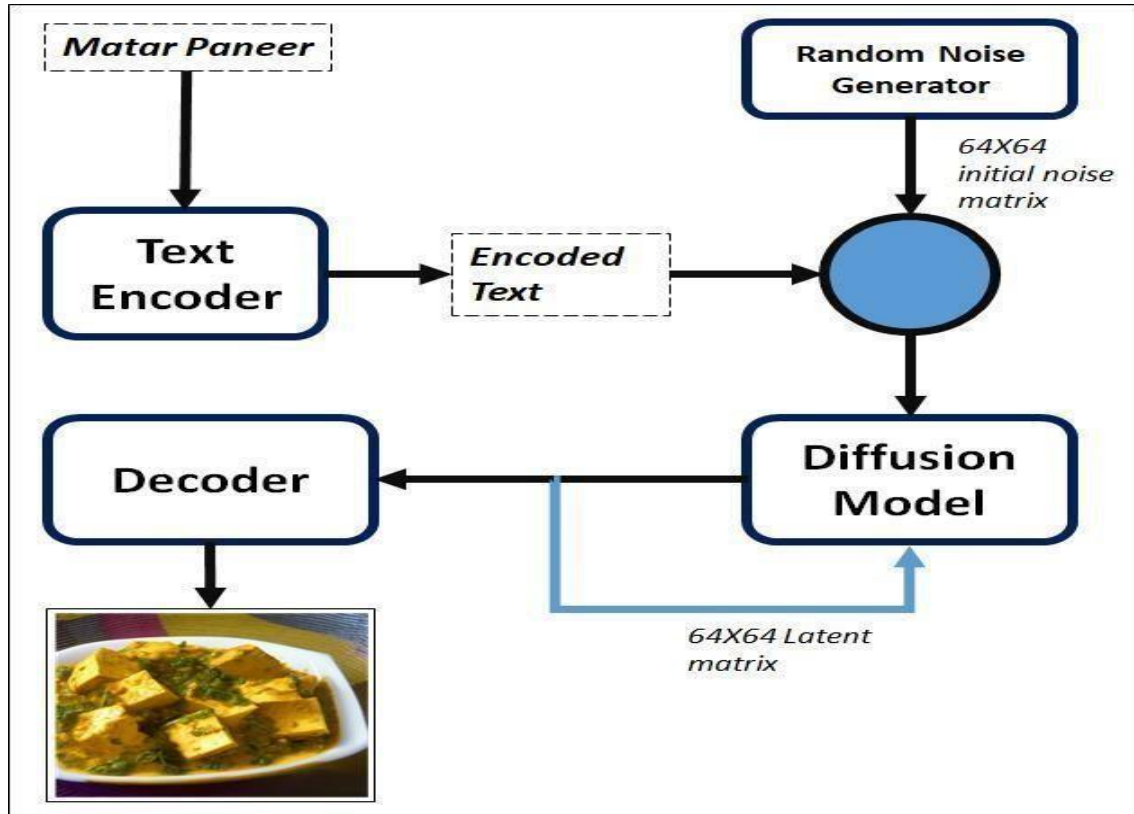 Matar Paneer
Random Noise
Generator
64X64
initial noise
matrix
Text
Encoder
Encoded
Text
Decoder
Diffusion
Model
64X64 Latent
matrix